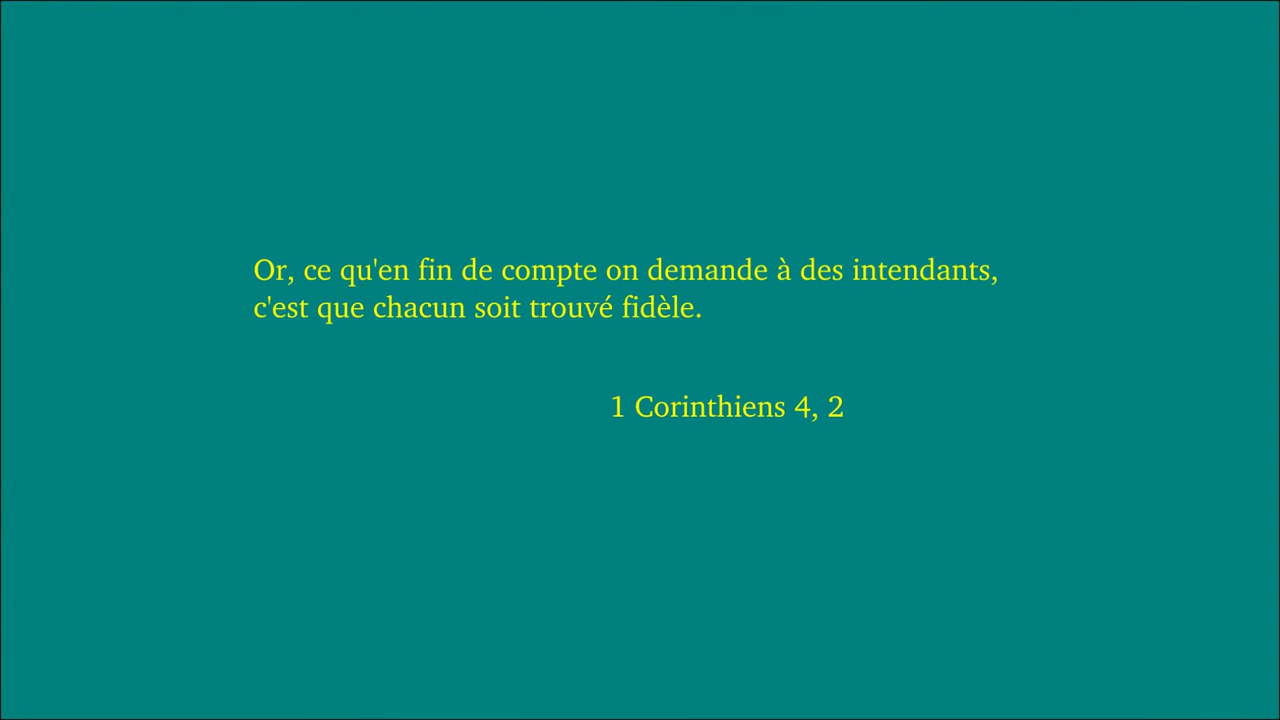 Or, ce qu'en fin de compte on demande à des intendants,
c'est que chacun soit trouvé fidèle.
1 Corinthiens 4, 2